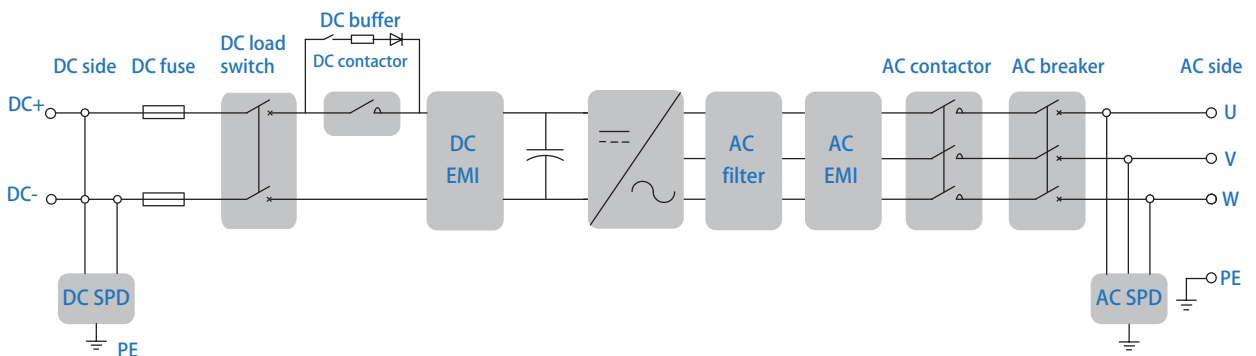 DC buffer
DC load
switch
DC contactor
DC side
DC fuse
AC contactor
AC breaker
AC side
DC+
U
DC
EMI
AC
filter
AC
EMI
V
DC-
W
DC SPD
PE
AC SPD
PE